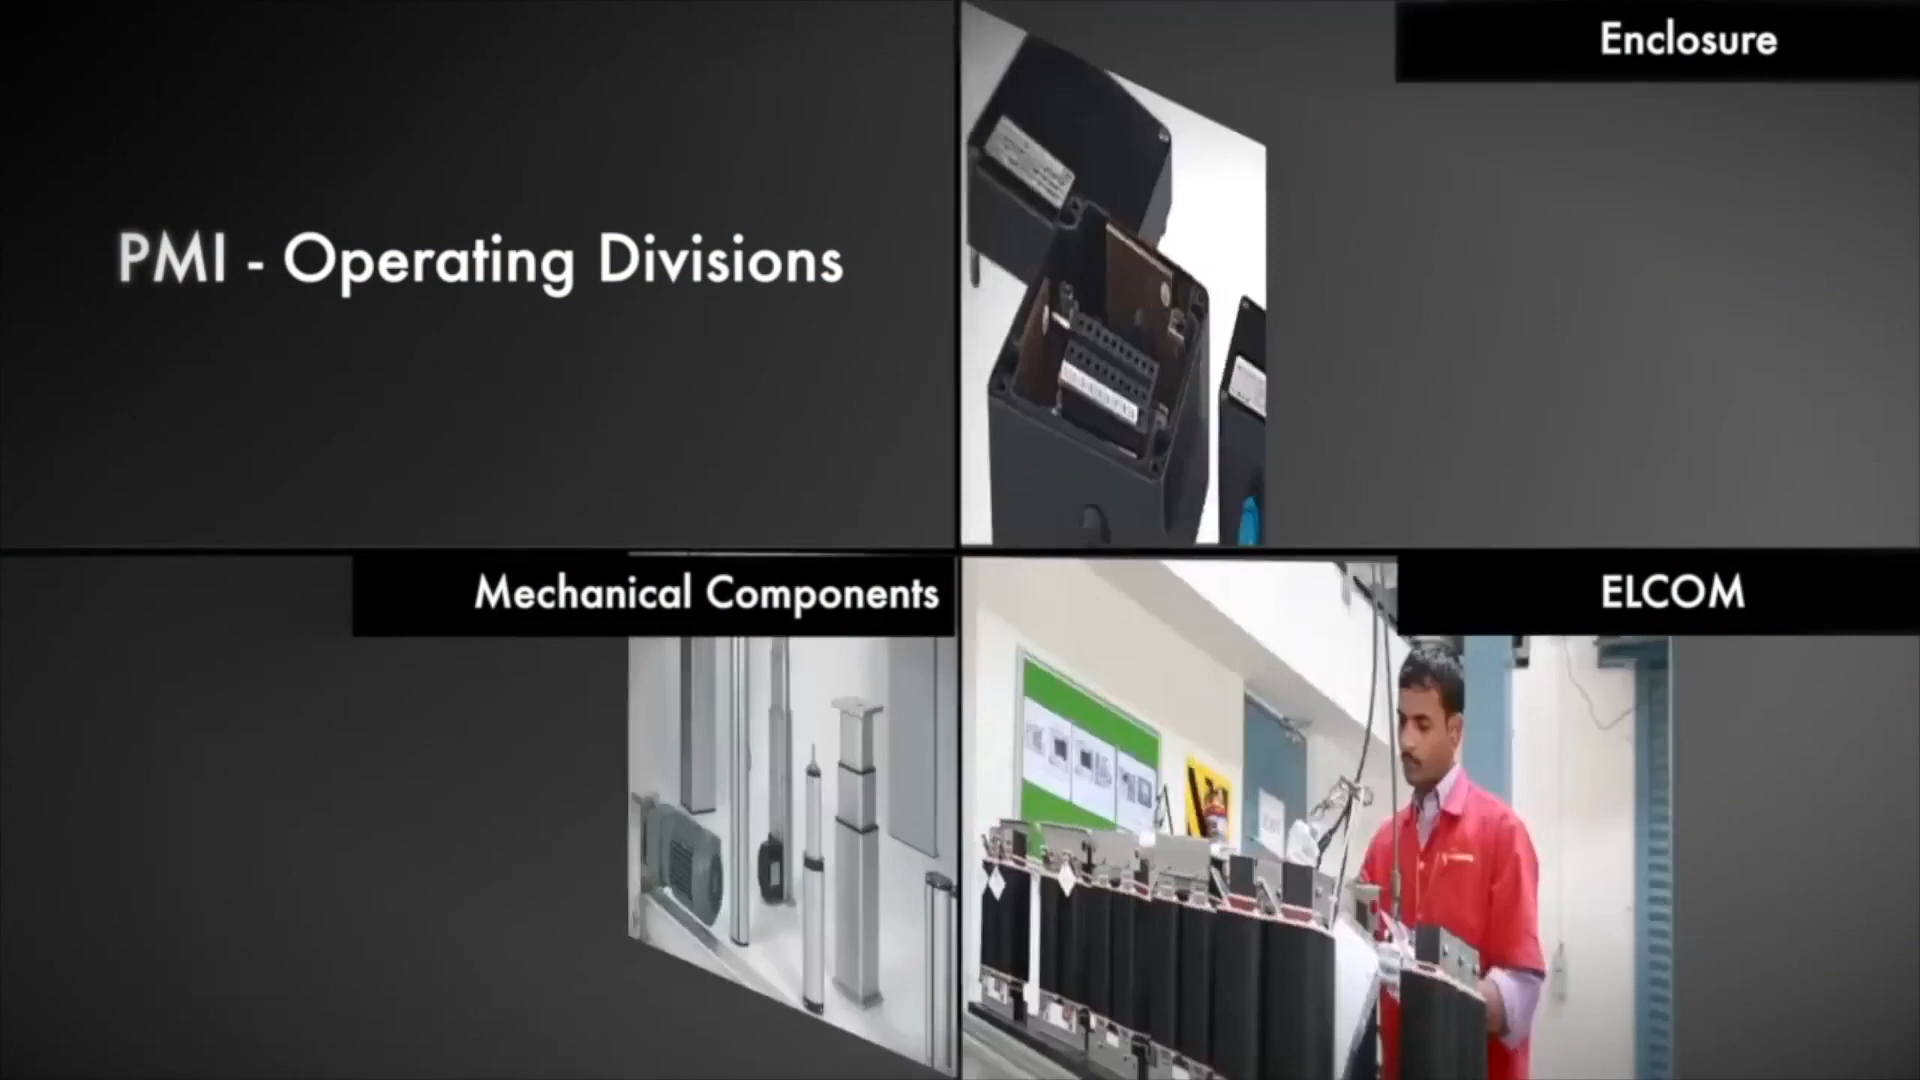 Enclosure
PMI - Operating Divisions
Mechanical Components
ELCOM